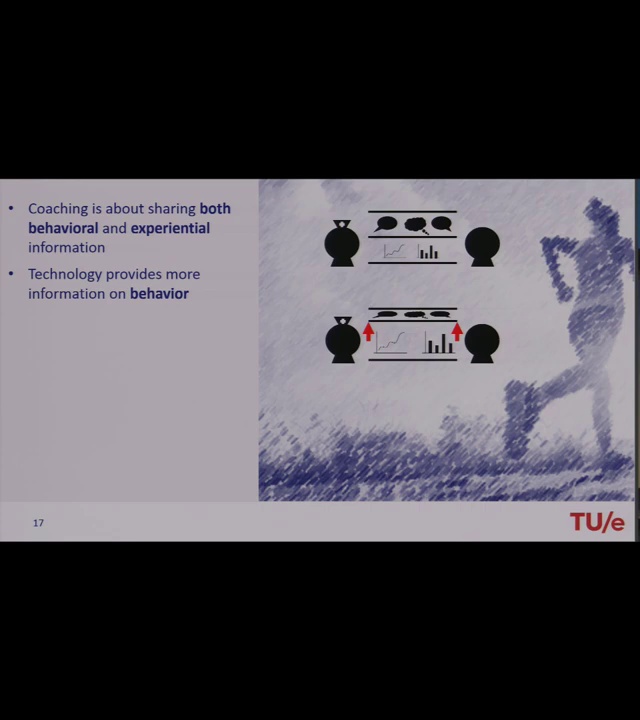 • Coaching is about sharing both
behavioral and experiential
information
• Technology provides more
information on behavior
17
TU/e